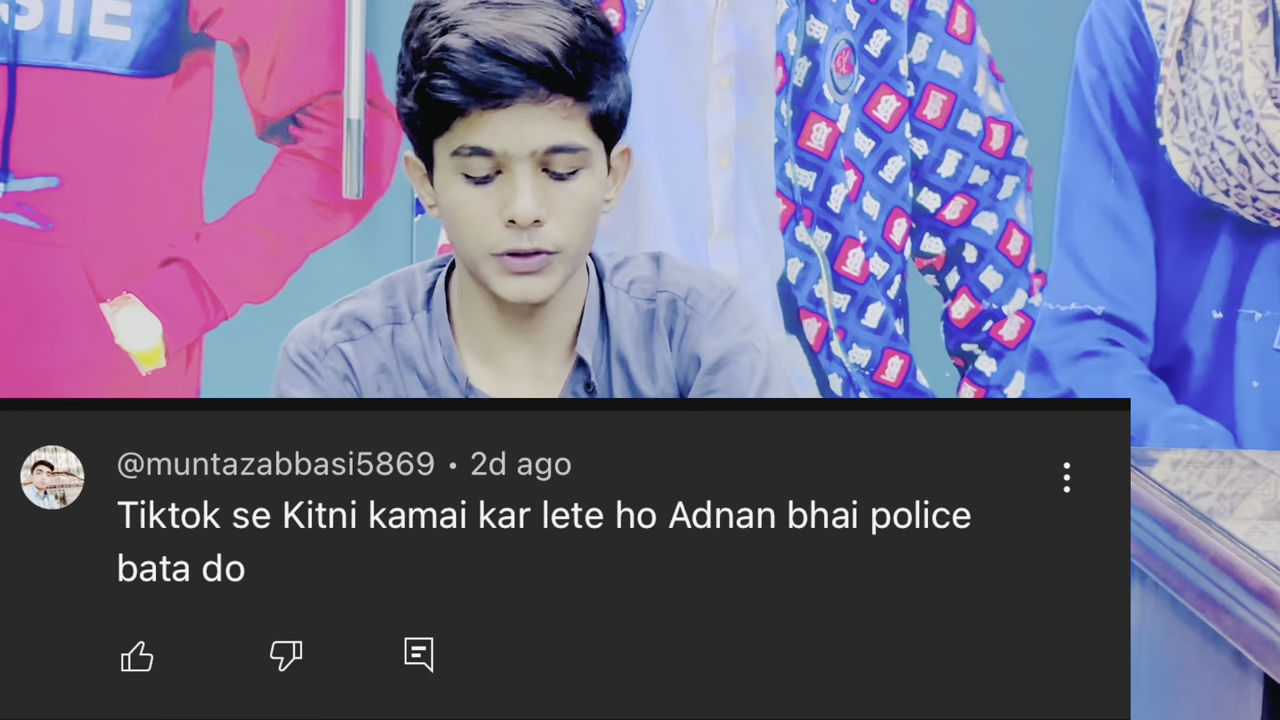 STE
@muntazabbasi5869 • 2d ago
Tiktok se Kitni kamai kar lete ho Adnan bhai police
bata do